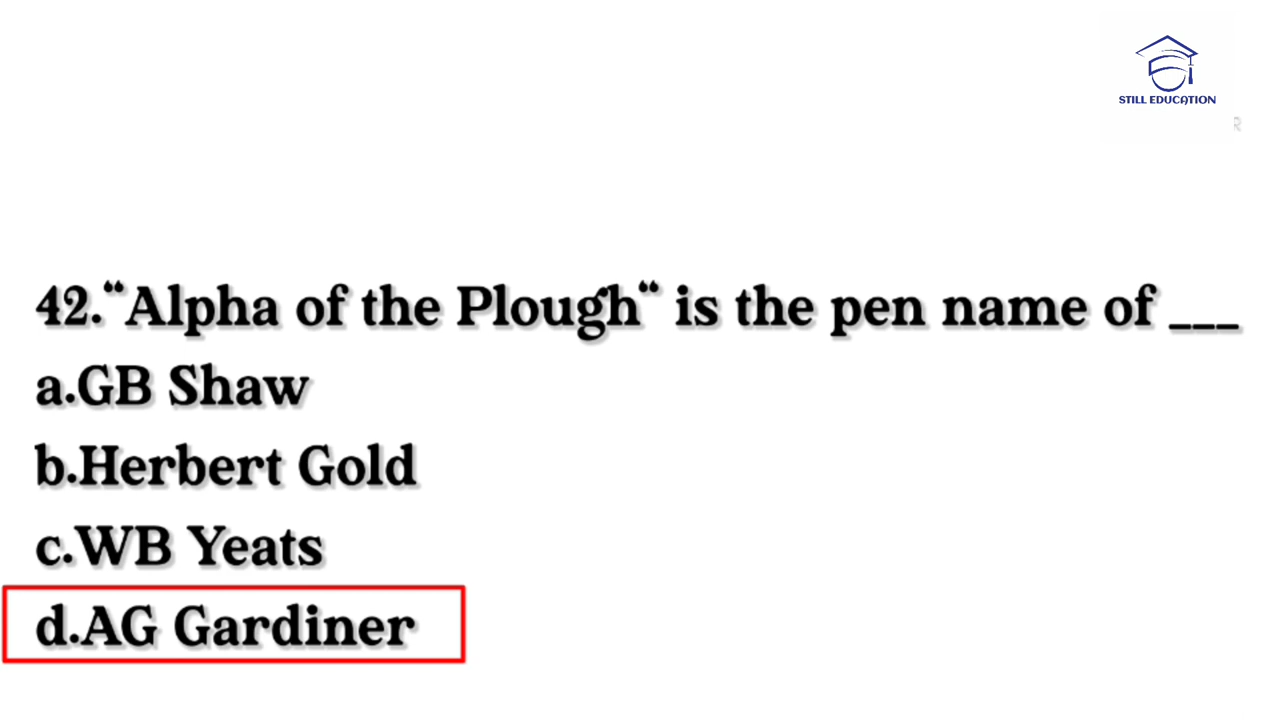 STILL EDUCATION
R
42.“Alpha of the Plough“ is the pen name of ___
a.GB Shaw
b.Herbert Gold
c.WB Yeats
d.AG Gardiner